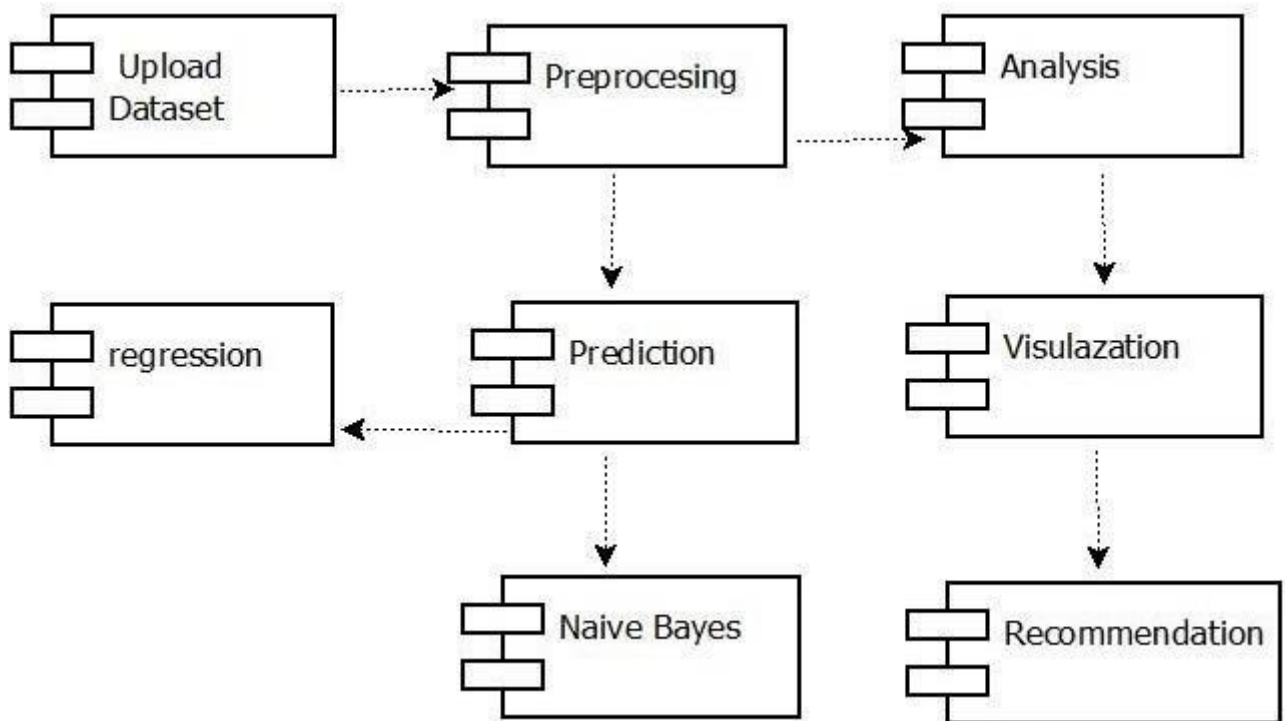 Upload
Dataset
Preprocesing
Analysis
regression
Prediction
Visulazation
Naive Bayes
Recommendation